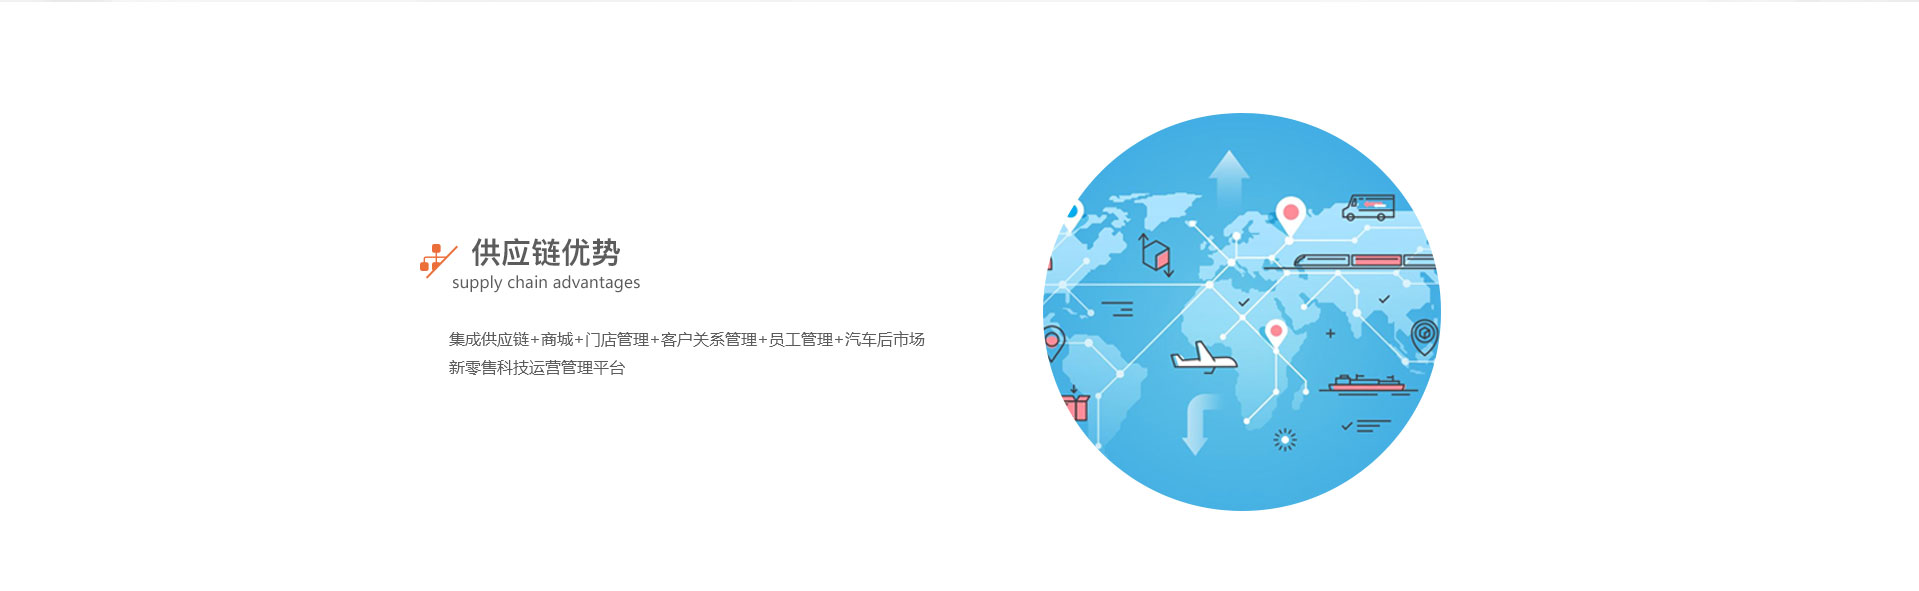 供应链优势
supply chain advantages
集成供应链+商城+门店管理+客户关系管理+员工管理+汽车后市场
新零售科技运营管理平台